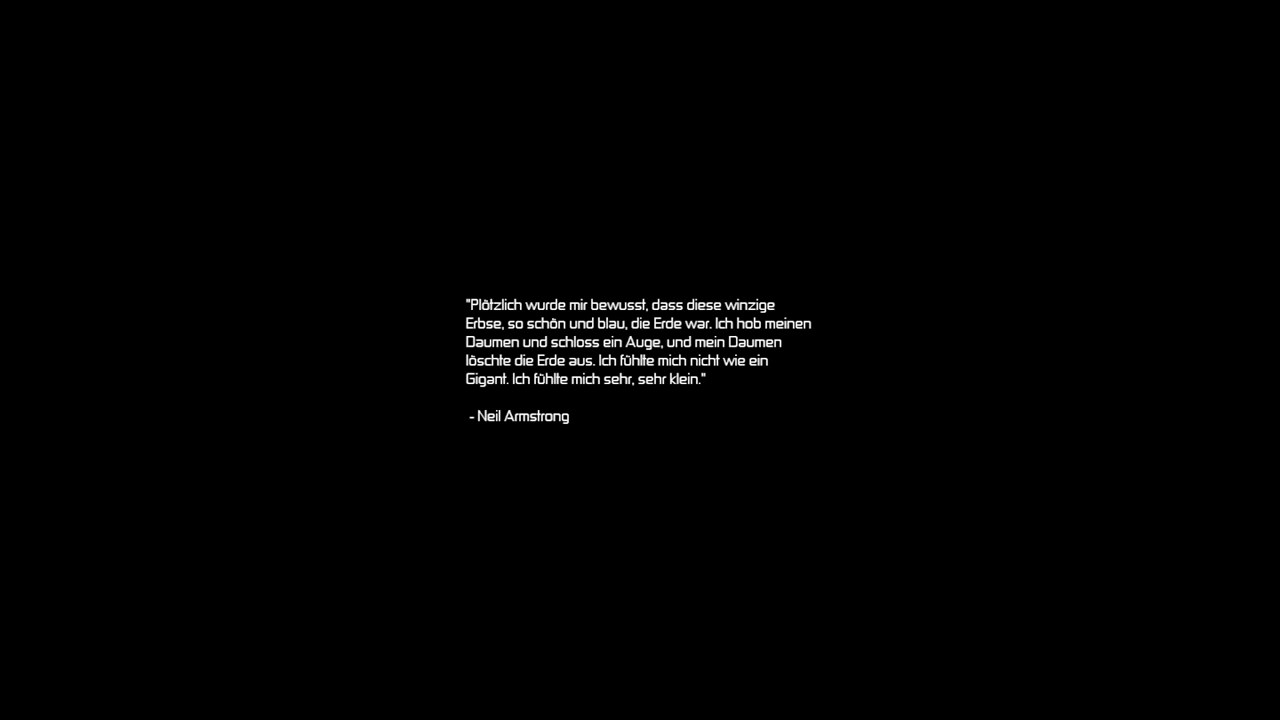 "Plötzlich wurde mir bewusst, dass diese winzige
Erbse, so schön und blau, die Erde war. Ich hob meinen
Daumen und schloss ein Auge, und mein Daumen
löschte die Erde aus. Ich fühlte mich nicht wie ein
Gigant. Ich fühlte mich sehr, sehr klein."
- Neil Armstrong